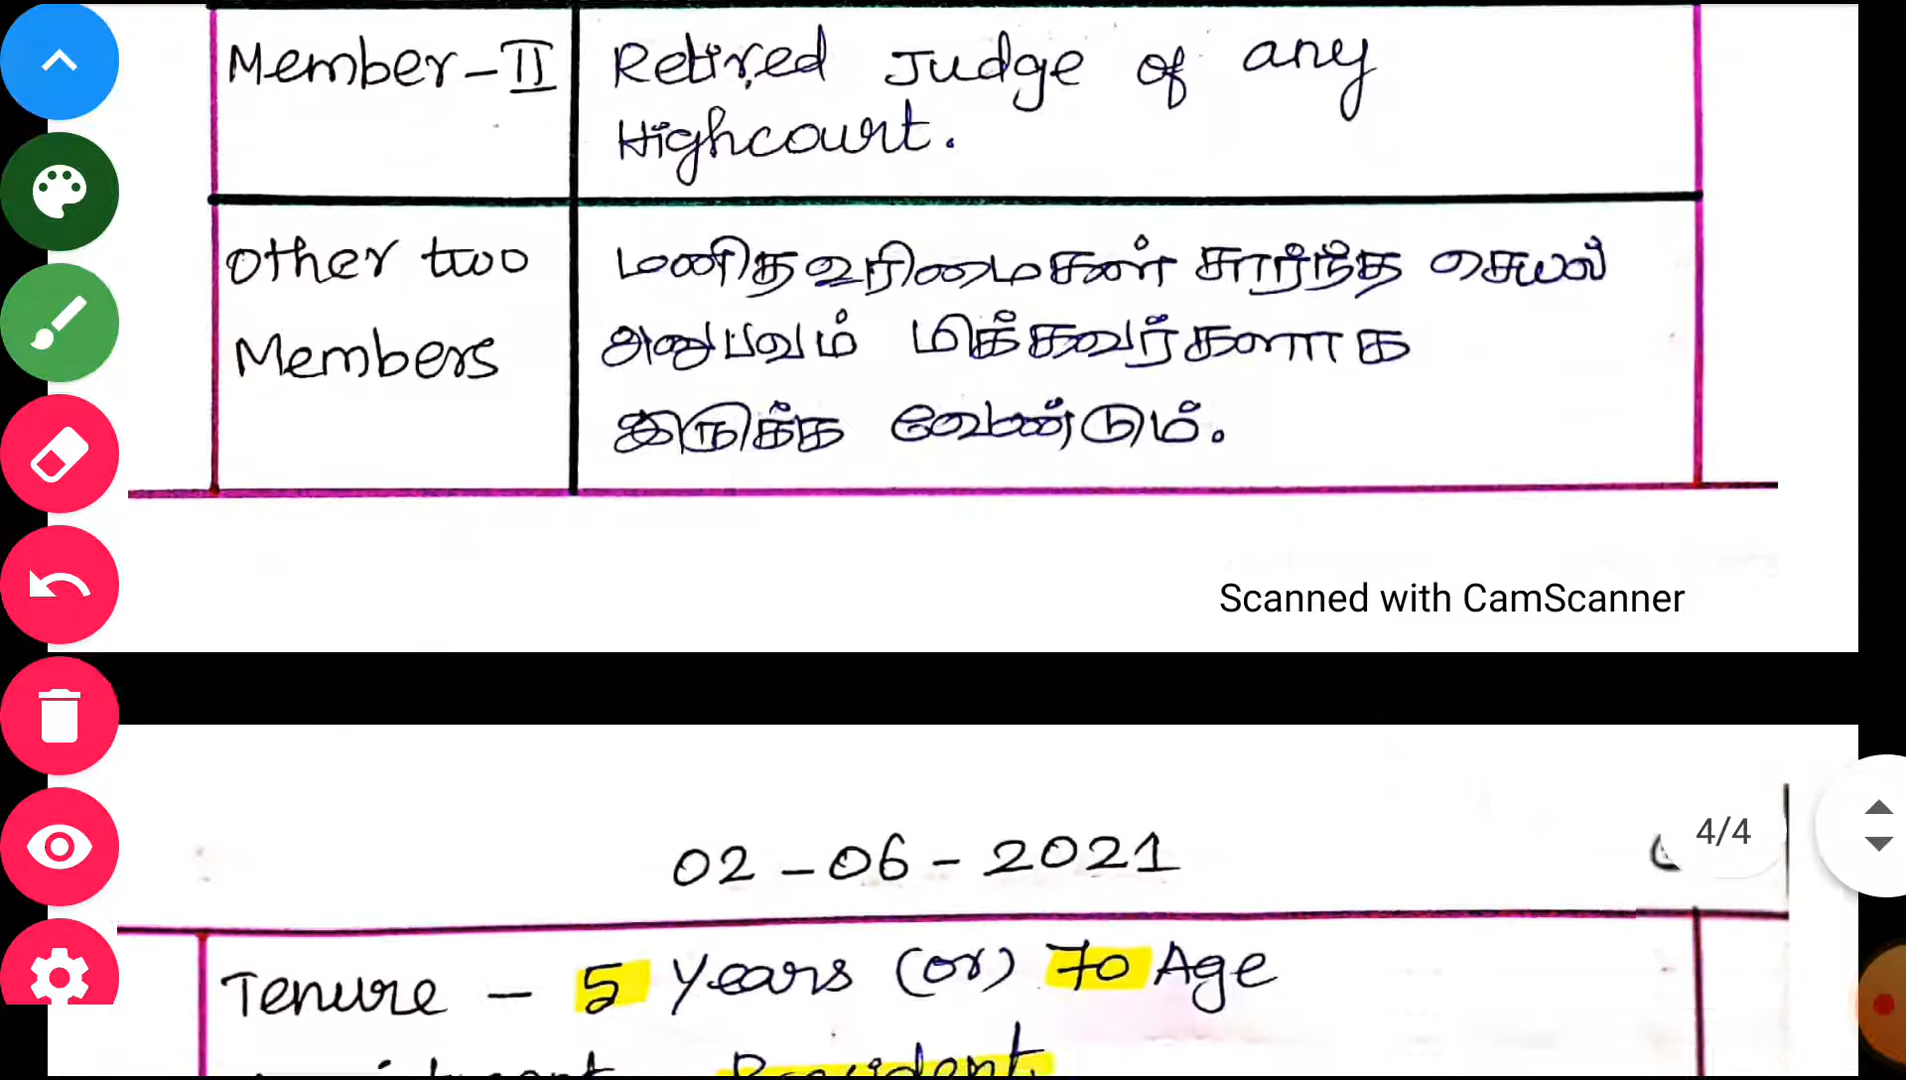 Member-II Retired Judge of any
Highcourt.
Other two
Members
மனித உரிமைகள் சார்ந்த செயல்
அனுபவம் மிக்கவர்களாக
இருக்க வேண்டும்.
Scanned with CamScanner
4/4
02-06-2021
Tenure - 5 Years (or) 70 Age
President.